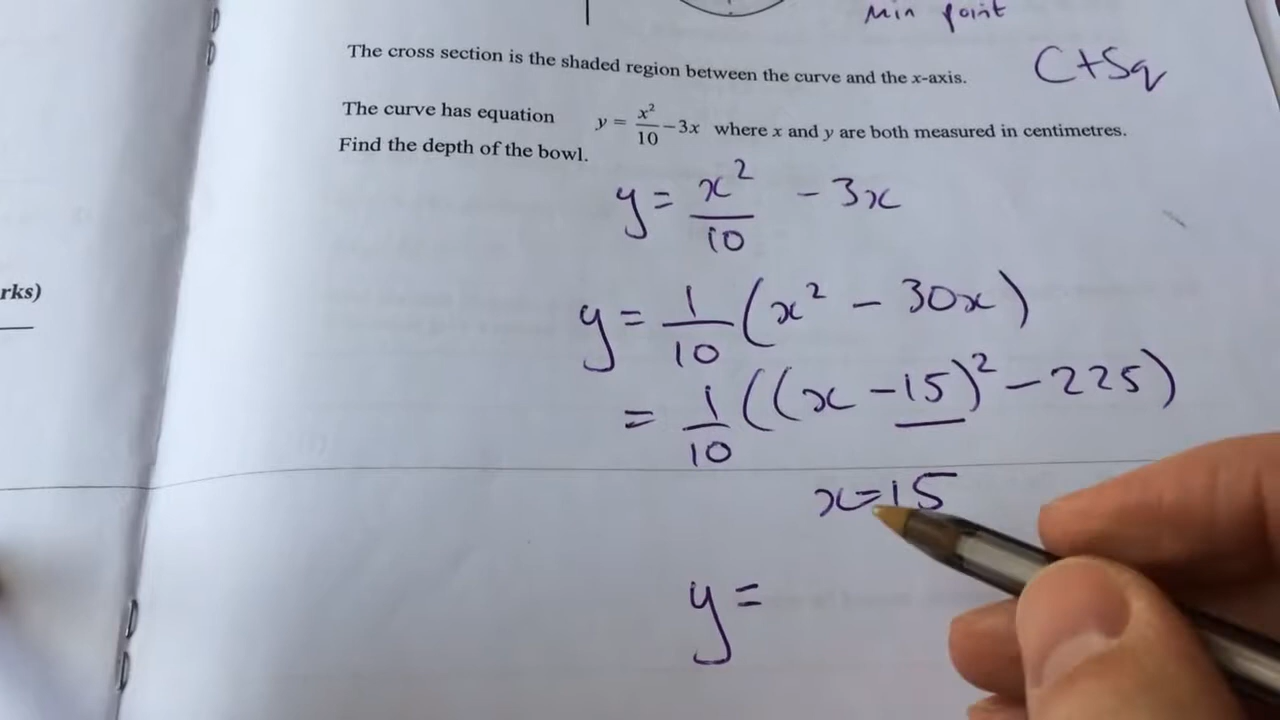 Min point
C+Sq
The cross section is the shaded region between the curve and the x-axis.
The curve has equation y = x²/10 − 3x where x and y are both measured in centimetres.
Find the depth of the bowl.
y = x²/10 − 3x
rks)
y = 1/10 (x² − 30x)
= 1/10 ((x − 15)² − 225)
x = 15
y =